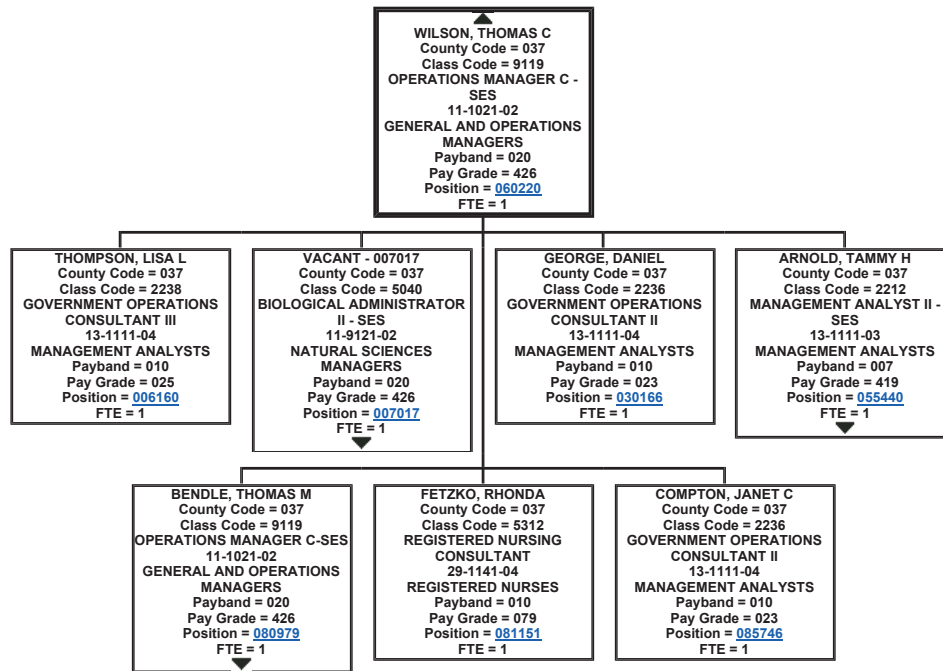 WILSON, THOMAS C
County Code = 037
Class Code = 9119
OPERATIONS MANAGER C -
SES
11-1021-02
GENERAL AND OPERATIONS
MANAGERS
Payband = 020
Pay Grade = 426
Position = 060220
FTE = 1
THOMPSON, LISA L
County Code = 037
Class Code = 2238
GOVERNMENT OPERATIONS
CONSULTANT III
13-1111-04
MANAGEMENT ANALYSTS
Payband = 010
Pay Grade = 025
Position = 006160
FTE = 1
VACANT - 007017
County Code = 037
Class Code = 5040
BIOLOGICAL ADMINISTRATOR
II - SES
11-9121-02
NATURAL SCIENCES
MANAGERS
Payband = 020
Pay Grade = 426
Position = 007017
FTE = 1
GEORGE, DANIEL
County Code = 037
Class Code = 2236
GOVERNMENT OPERATIONS
CONSULTANT II
13-1111-04
MANAGEMENT ANALYSTS
Payband = 010
Pay Grade = 023
Position = 030166
FTE = 1
ARNOLD, TAMMY H
County Code = 037
Class Code = 2212
MANAGEMENT ANALYST II -
SES
13-1111-03
MANAGEMENT ANALYSTS
Payband = 007
Pay Grade = 419
Position = 055440
FTE = 1
BENDLE, THOMAS M
County Code = 037
Class Code = 9119
OPERATIONS MANAGER C-SES
11-1021-02
GENERAL AND OPERATIONS
MANAGERS
Payband = 020
Pay Grade = 426
Position = 080979
FTE = 1
FETZKO, RHONDA
County Code = 037
Class Code = 5312
REGISTERED NURSING
CONSULTANT
29-1141-04
REGISTERED NURSES
Payband = 010
Pay Grade = 079
Position = 081151
FTE = 1
COMPTON, JANET C
County Code = 037
Class Code = 2236
GOVERNMENT OPERATIONS
CONSULTANT II
13-1111-04
MANAGEMENT ANALYSTS
Payband = 010
Pay Grade = 023
Position = 085746
FTE = 1